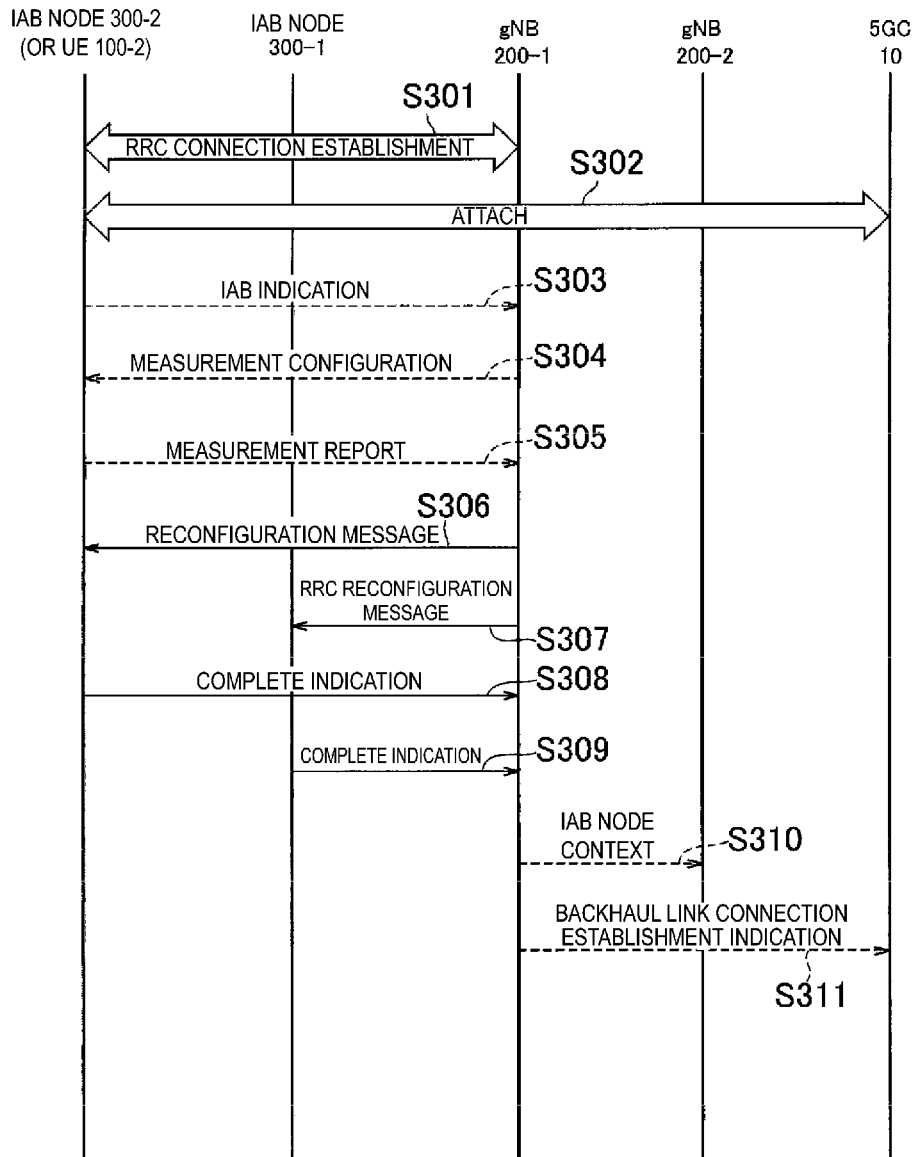 IAB NODE 300-2
(OR UE 100-2)
IAB NODE
300-1
gNB
200-1
gNB
200-2
5GC
10
S301
RRC CONNECTION ESTABLISHMENT
S302
ATTACH
IAB INDICATION
S303
MEASUREMENT CONFIGURATION
S304
MEASUREMENT REPORT
S305
S306
RECONFIGURATION MESSAGE
RRC RECONFIGURATION
MESSAGE
S307
COMPLETE INDICATION
S308
COMPLETE INDICATION
S309
IAB NODE
CONTEXT
S310
BACKHAUL LINK CONNECTION
ESTABLISHMENT INDICATION
S311